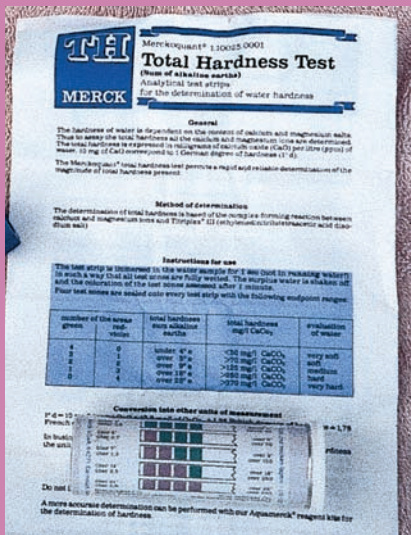 TH
MERCK
Merckoquant® 1.10025.0001
Total Hardness Test
(Sum of alkaline earths)
Analytical test strips
for the determination of water hardness
General
The hardness of water is dependent on the content of calcium and magnesium salts.
Thus to assay the total hardness all the calcium and magnesium ions are determined.
The total hardness is expressed in milligrams of calcium oxide (CaO) per litre (ppm) of
water. 10 mg of CaO correspond to 1 German degree of hardness (1° d).
The Merckoquant® total hardness test permits a rapid and reliable determination of the
magnitude of total hardness present.
Method of determination
The determination of total hardness is based of the complex-forming reaction between
calcium and magnesium ions and Titriplex® III (ethylenedinitrilotetraacetic acid diso-
dium salt)
Instructions for use
The test strip is immersed in the water sample for 1 sec (not in running water!)
in such a way that all test zones are fully wetted. The surplus water is shaken off
and the coloration of the test zones assessed after 1 minute.
Four test zones are sealed onto every test strip with the following endpoint ranges:
number of the areas total hardness total hardness evaluation
green red- sum alkaline mg/l CaCO₃ of water
violet earths
4 0 under 4° e <50 mg/l CaCO₃ very soft
3 1 over 5° e >70 mg/l CaCO₃ soft
2 2 over 9° e >125 mg/l CaCO₃ medium
1 3 over 18° e >250 mg/l CaCO₃ hard
0 4 over 26° e >370 mg/l CaCO₃ very hard
Conversion into other units of measurement
1° d = 10
French
In busin
the unit
Do not
A more accurate determination can be performed with our Aquamerck® reagent kits for
the determination of hardness.